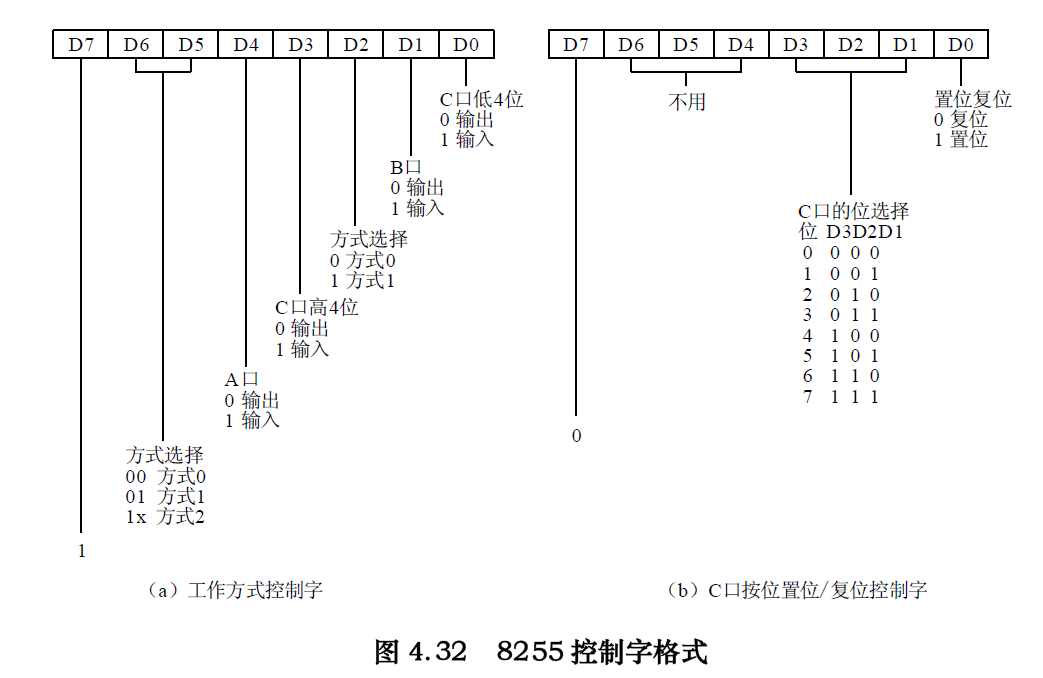 D7 D6 D5 D4 D3 D2 D1 D0
C口低4位
0 输出
1 输入
B口
0 输出
1 输入
方式选择
0 方式0
1 方式1
C口高4位
0 输出
1 输入
A口
0 输出
1 输入
方式选择
00 方式0
01 方式1
1x 方式2
1
(a)工作方式控制字
D7 D6 D5 D4 D3 D2 D1 D0
不用
置位复位
0 复位
1 置位
C口的位选择
位 D3D2D1
0 0 0 0
1 0 0 1
2 0 1 0
3 0 1 1
4 1 0 0
5 1 0 1
6 1 1 0
7 1 1 1
0
(b)C口按位置位/复位控制字
图 4.32 8255 控制字格式